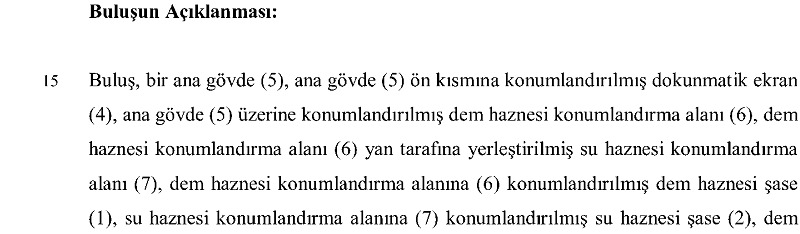 Buluşun Açıklanması:
15 Buluş, bir ana gövde (5), ana gövde (5) ön kısmına konumlandırılmış dokunmatik ekran
(4), ana gövde (5) üzerine konumlandırılmış dem haznesi konumlandırma alanı (6), dem
haznesi konumlandırma alanı (6) yan tarafına yerleştirilmiş su haznesi konumlandırma
alanı (7), dem haznesi konumlandırma alanına (6) konumlandırılmış dem haznesi şase
(1), su haznesi konumlandırma alanına (7) konumlandırılmış su haznesi şase (2), dem